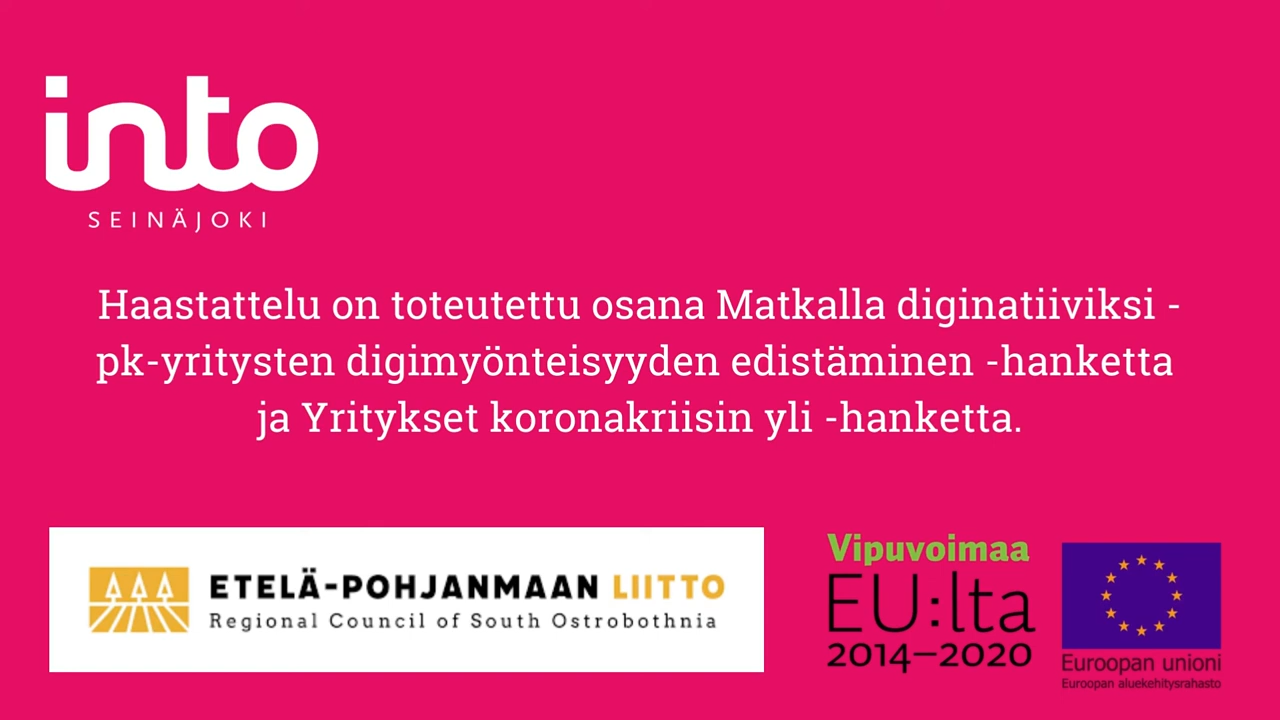 into
SEINÄJOKI
Haastattelu on toteutettu osana Matkalla diginatiiviksi -
pk-yritysten digimyönteisyyden edistäminen -hanketta
ja Yritykset koronakriisin yli -hanketta.
ETELÄ-POHJANMAAN LIITTO
Regional Council of South Ostrobothnia
Vipuvoimaa
EU:lta
2014–2020
Euroopan unioni
Euroopan aluekehitysrahasto